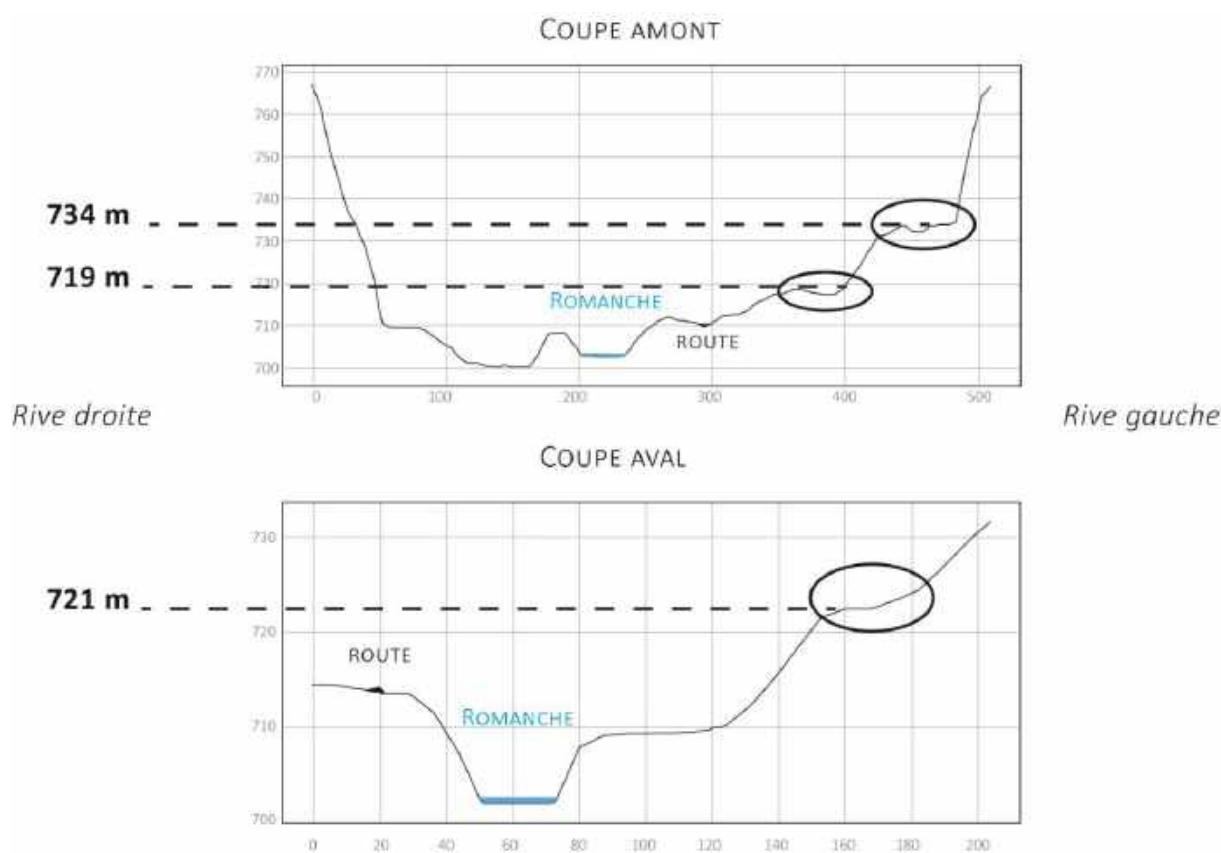 COUPE AMONT
770
760
750
740
734 m
730
719 m
720
ROMANCHE
710
ROUTE
700
0 100 200 300 400 500
Rive droite
Rive gauche
COUPE AVAL
730
721 m
720
ROUTE
ROMANCHE
710
700
0 20 40 60 80 100 120 140 160 180 200